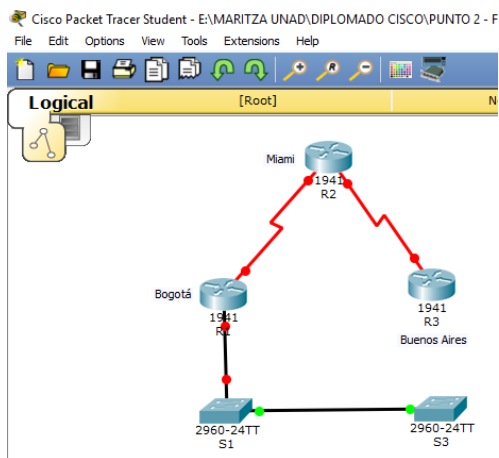 Cisco Packet Tracer Student - E:\MARITZA UNAD\DIPLOMADO CISCO\PUNTO 2 - F
File Edit Options View Tools Extensions Help
Logical [Root] N
Miami
1941
R2
Bogotá
1941
R1
1941
R3
Buenos Aires
2960-24TT
S1
2960-24TT
S3